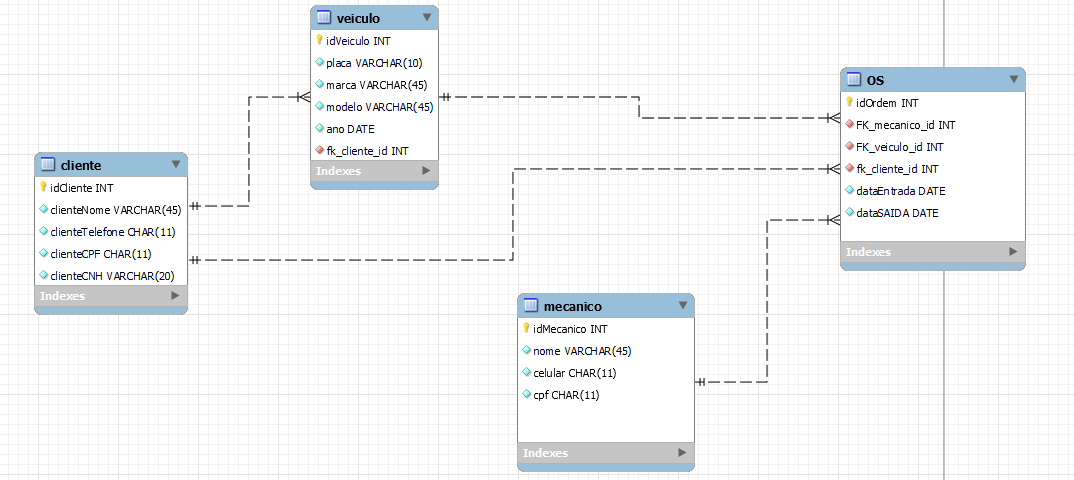 veiculo
idVeiculo INT
placa VARCHAR(10)
marca VARCHAR(45)
modelo VARCHAR(45)
ano DATE
fk_cliente_id INT
Indexes
cliente
idCliente INT
clienteNome VARCHAR(45)
clienteTelefone CHAR(11)
clienteCPF CHAR(11)
clienteCNH VARCHAR(20)
Indexes
OS
idOrdem INT
FK_mecanico_id INT
FK_veiculo_id INT
fk_cliente_id INT
dataEntrada DATE
dataSAIDA DATE
Indexes
mecanico
idMecanico INT
nome VARCHAR(45)
celular CHAR(11)
cpf CHAR(11)
Indexes